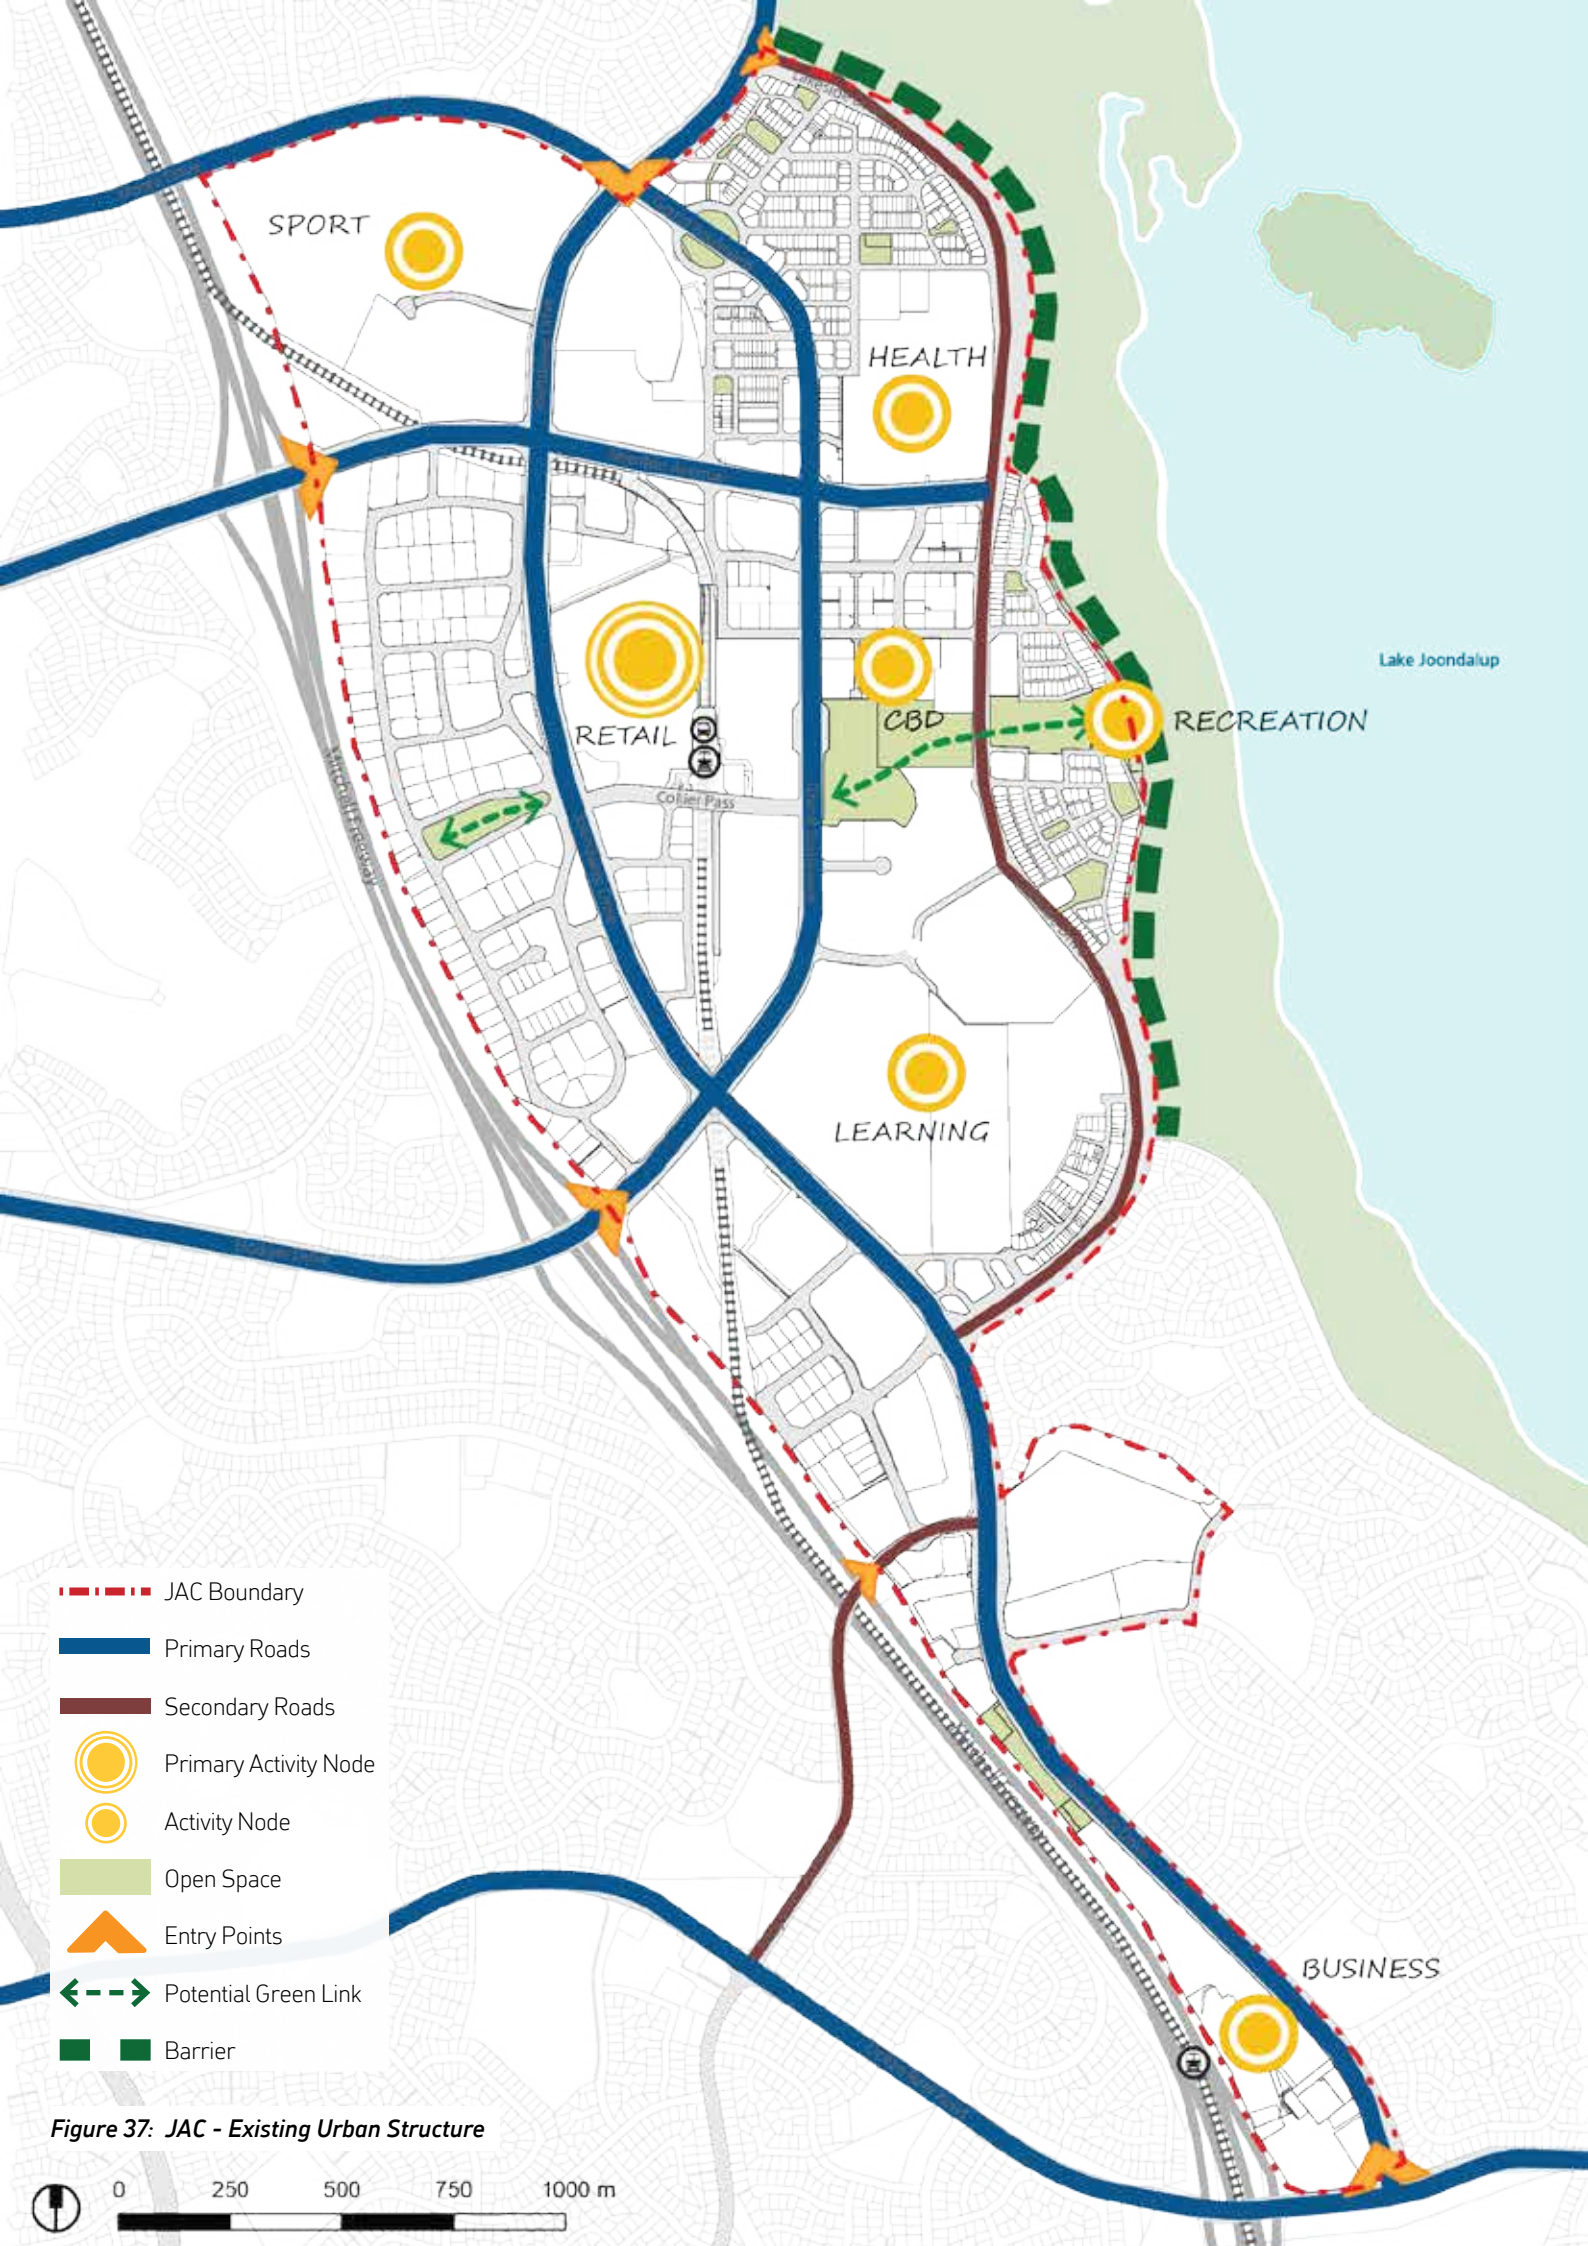 SPORT
HEALTH
Lake Joondalup
CBD
RECREATION
RETAIL
Collier Pass
Mitchell Freeway
LEARNING
JAC Boundary
Primary Roads
Secondary Roads
Primary Activity Node
Activity Node
Open Space
Entry Points
Potential Green Link
Barrier
BUSINESS
Figure 37: JAC - Existing Urban Structure
0 250 500 750 1000 m